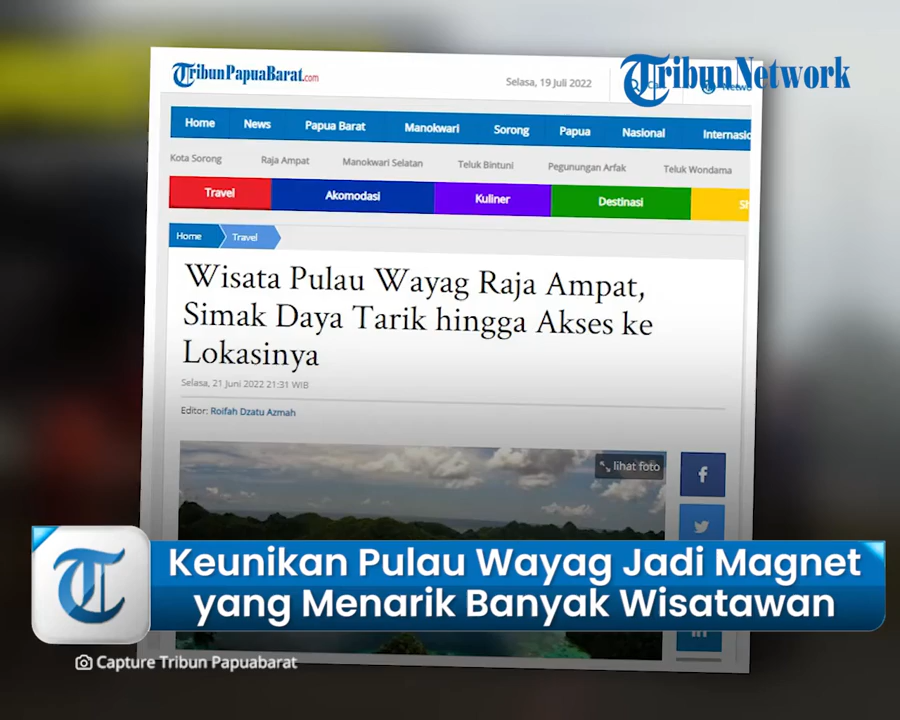 TribunPapuaBarat.com
Selasa, 19 Juli 2022
TribunNetwork
Home News Papua Barat Manokwari Sorong Papua Nasional
Kota Sorong Raja Ampat Manokwari Selatan Teluk Bintuni Pegunungan Arfak Teluk Wondama
Travel Akomodasi Kuliner Destinasi
Home Travel
Wisata Pulau Wayag Raja Ampat,
Simak Daya Tarik hingga Akses ke
Lokasinya
Selasa, 21 Juni 2022 21:31 WIB
Editor: Roifah Dzatu Azmah
lihat foto
Keunikan Pulau Wayag Jadi Magnet
yang Menarik Banyak Wisatawan
Capture Tribun Papuabarat